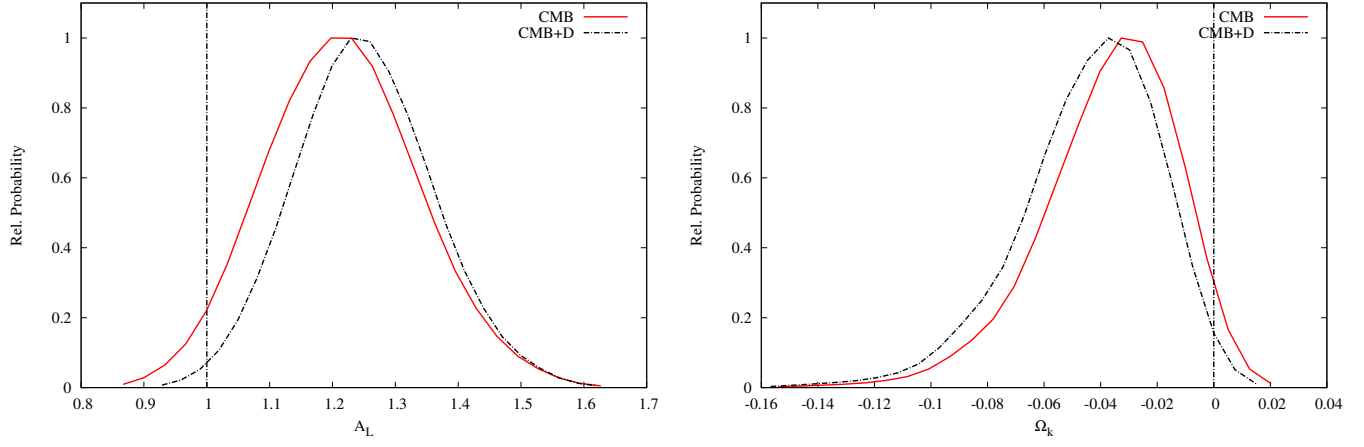 CMB
CMB+D
1
0.8
0.6
0.4
0.2
0
Rel. Probability
0.8 0.9 1 1.1 1.2 1.3 1.4 1.5 1.6 1.7
A_L
CMB
CMB+D
1
0.8
0.6
0.4
0.2
0
Rel. Probability
-0.16 -0.14 -0.12 -0.1 -0.08 -0.06 -0.04 -0.02 0 0.02 0.04
Ω_k